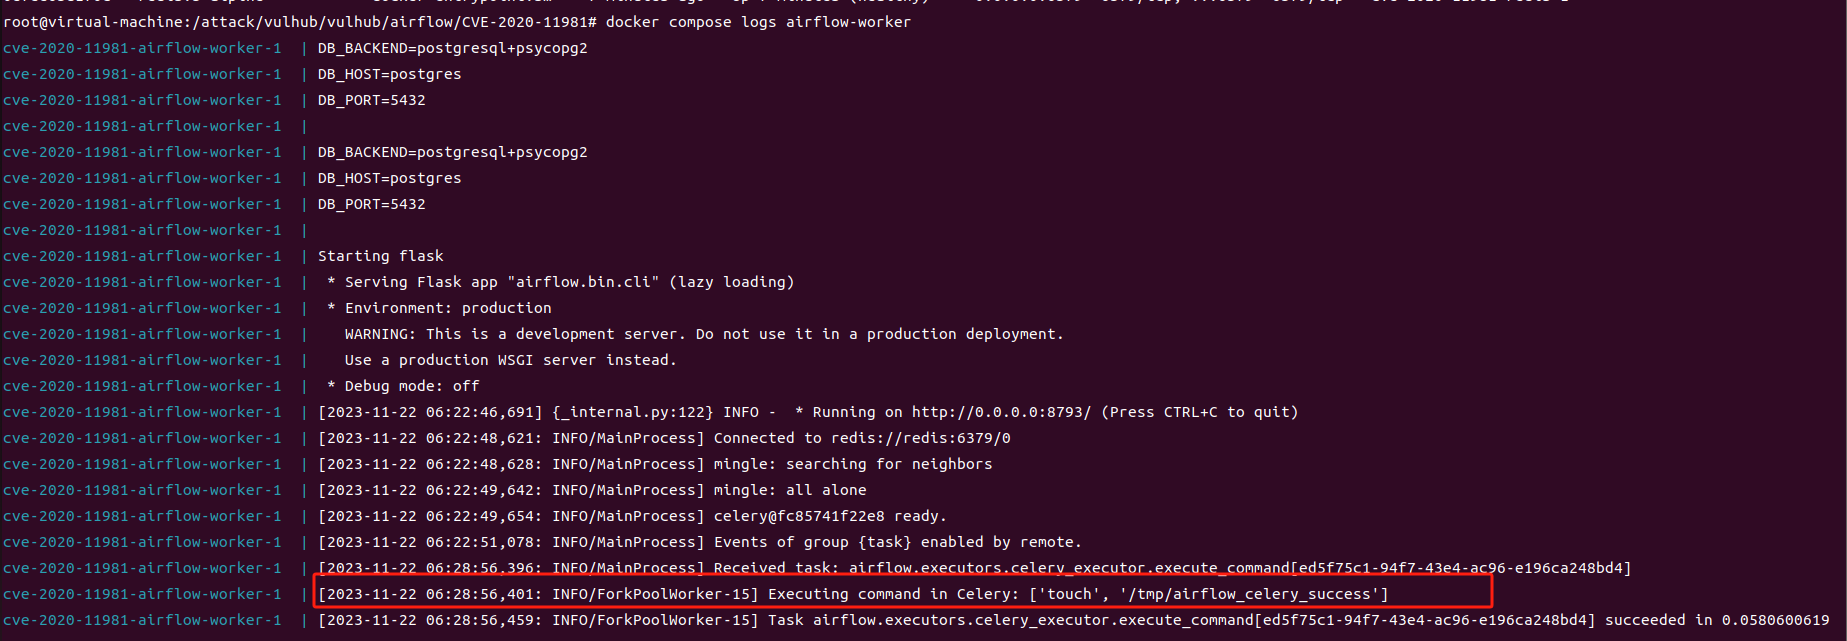 root@virtual-machine:/attack/vulhub/vulhub/airflow/CVE-2020-11981# docker compose logs airflow-worker
cve-2020-11981-airflow-worker-1  | DB_BACKEND=postgresql+psycopg2
cve-2020-11981-airflow-worker-1  | DB_HOST=postgres
cve-2020-11981-airflow-worker-1  | DB_PORT=5432
cve-2020-11981-airflow-worker-1  |
cve-2020-11981-airflow-worker-1  | DB_BACKEND=postgresql+psycopg2
cve-2020-11981-airflow-worker-1  | DB_HOST=postgres
cve-2020-11981-airflow-worker-1  | DB_PORT=5432
cve-2020-11981-airflow-worker-1  |
cve-2020-11981-airflow-worker-1  | Starting flask
cve-2020-11981-airflow-worker-1  |  * Serving Flask app "airflow.bin.cli" (lazy loading)
cve-2020-11981-airflow-worker-1  |  * Environment: production
cve-2020-11981-airflow-worker-1  |    WARNING: This is a development server. Do not use it in a production deployment.
cve-2020-11981-airflow-worker-1  |    Use a production WSGI server instead.
cve-2020-11981-airflow-worker-1  |  * Debug mode: off
cve-2020-11981-airflow-worker-1  | [2023-11-22 06:22:46,691] {_internal.py:122} INFO -  * Running on http://0.0.0.0:8793/ (Press CTRL+C to quit)
cve-2020-11981-airflow-worker-1  | [2023-11-22 06:22:48,621: INFO/MainProcess] Connected to redis://redis:6379/0
cve-2020-11981-airflow-worker-1  | [2023-11-22 06:22:48,628: INFO/MainProcess] mingle: searching for neighbors
cve-2020-11981-airflow-worker-1  | [2023-11-22 06:22:49,642: INFO/MainProcess] mingle: all alone
cve-2020-11981-airflow-worker-1  | [2023-11-22 06:22:49,654: INFO/MainProcess] celery@fc85741f22e8 ready.
cve-2020-11981-airflow-worker-1  | [2023-11-22 06:22:51,078: INFO/MainProcess] Events of group {task} enabled by remote.
cve-2020-11981-airflow-worker-1  | [2023-11-22 06:28:56,396: INFO/MainProcess] Received task: airflow.executors.celery_executor.execute_command[ed5f75c1-94f7-43e4-ac96-e196ca248bd4]
cve-2020-11981-airflow-worker-1  | [2023-11-22 06:28:56,401: INFO/ForkPoolWorker-15] Executing command in Celery: ['touch', '/tmp/airflow_celery_success']
cve-2020-11981-airflow-worker-1  | [2023-11-22 06:28:56,459: INFO/ForkPoolWorker-15] Task airflow.executors.celery_executor.execute_command[ed5f75c1-94f7-43e4-ac96-e196ca248bd4] succeeded in 0.0580600619